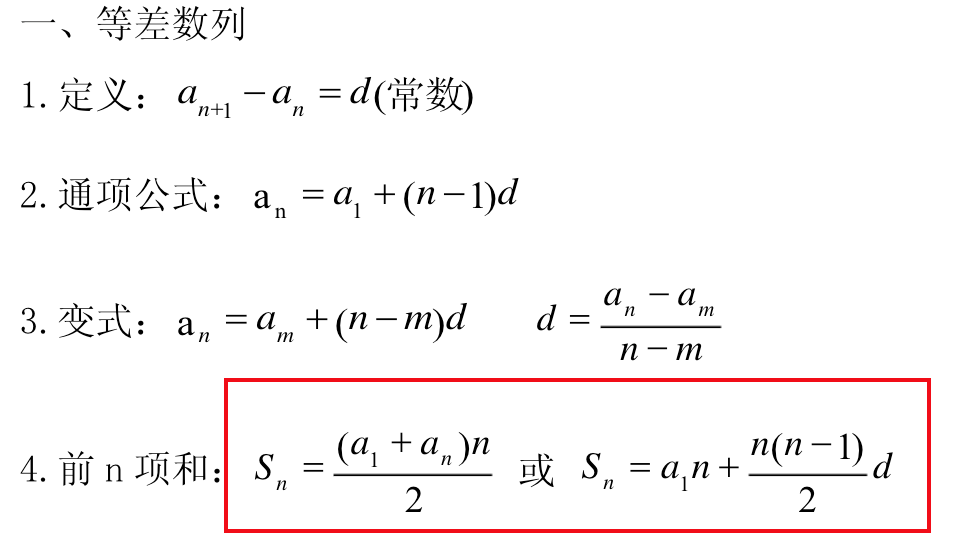 一、等差数列
1.定义：a_{n+1} − a_n = d(常数)
2.通项公式：a_n = a_1 + (n − 1)d
3.变式：a_n = a_m + (n − m)d d = \frac{a_n − a_m}{n − m}
4.前 n 项和：S_n = \frac{(a_1 + a_n)n}{2} 或 S_n = a_1n + \frac{n(n − 1)}{2}d